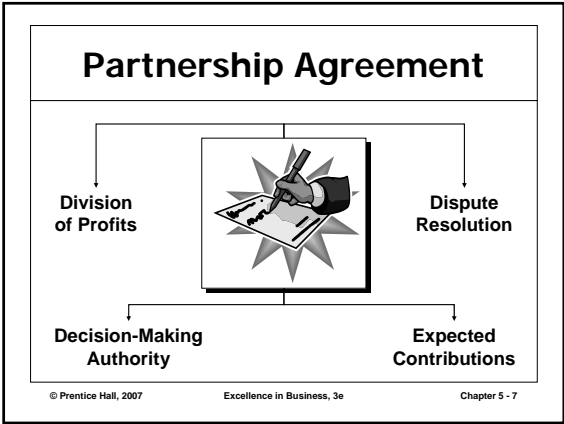 Partnership Agreement
Division
of Profits
Dispute
Resolution
Decision-Making
Authority
Expected
Contributions
© Prentice Hall, 2007
Excellence in Business, 3e
Chapter 5 - 7